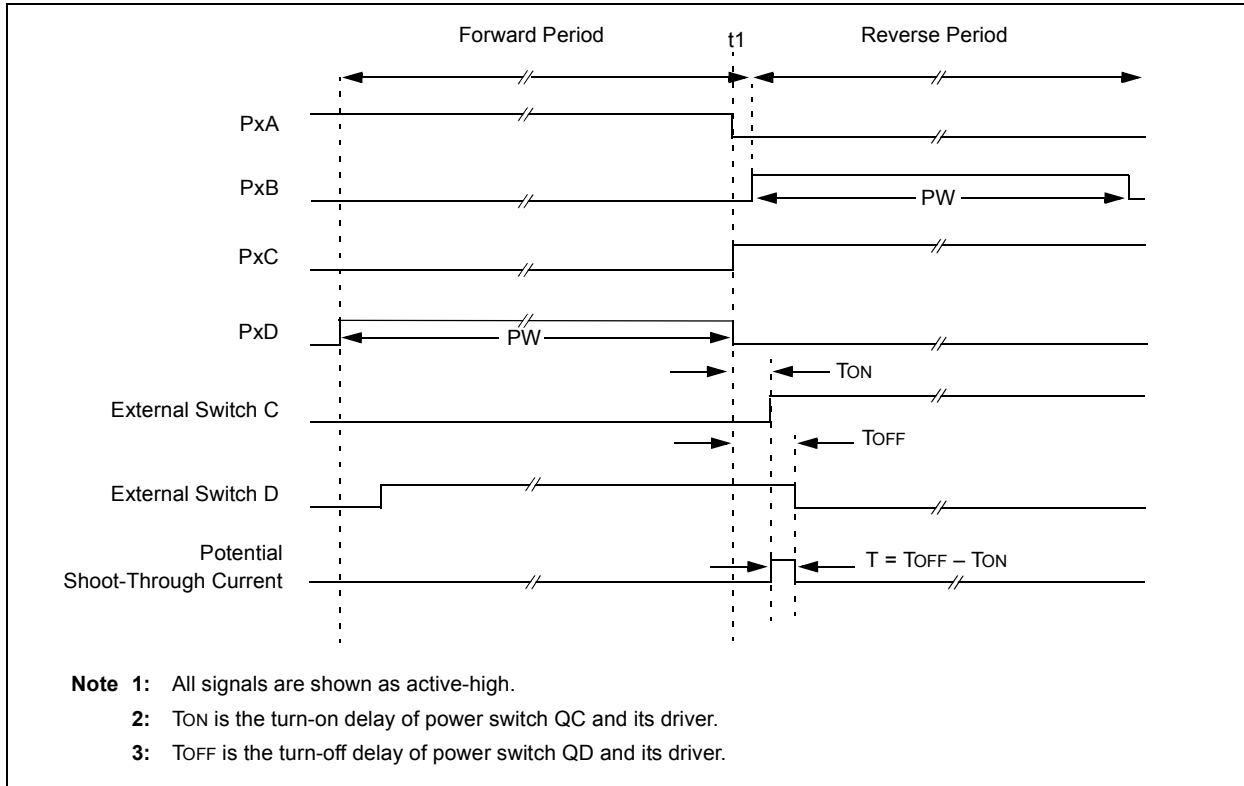 Forward Period
t1
Reverse Period
PxA
PxB
PW
PxC
PxD
PW
TON
External Switch C
TOFF
External Switch D
Potential
Shoot-Through Current
T = TOFF – TON
Note 1: All signals are shown as active-high.
2: TON is the turn-on delay of power switch QC and its driver.
3: TOFF is the turn-off delay of power switch QD and its driver.